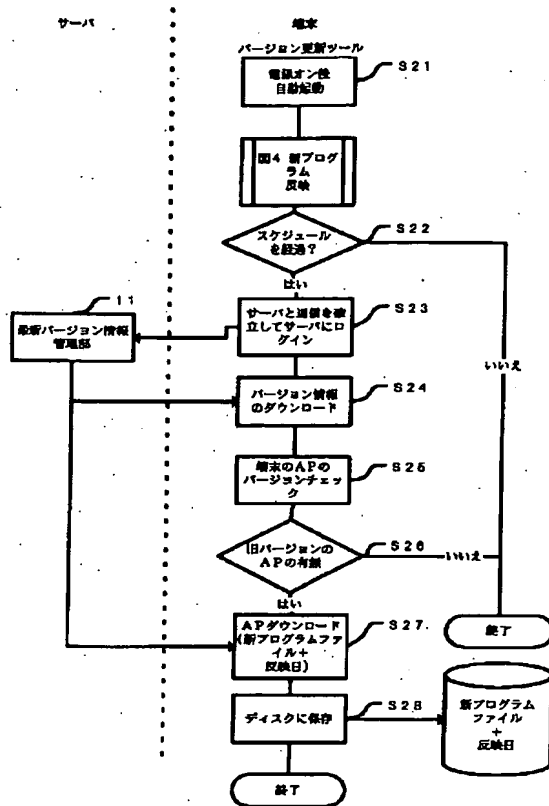 サーバ
端末
バージョン更新ツール
電源オン後
自動起動
S21
図4 新プログ
ラム
反映
スケジュール
を経過?
S22
はい
いいえ
11
最新バージョン情報
管理部
サーバと通信を確
立してサーバにロ
グイン
S23
バージョン情報
のダウンロード
S24
端末のAPの
バージョンチェッ
ク
S25
旧バージョンの
APの有無
S26
いいえ
はい
終了
APダウンロード
(新プログラムファ
イル+
反映日)
S27
ディスクに保存
S28
新プログラム
ファイル
+
反映日
終了